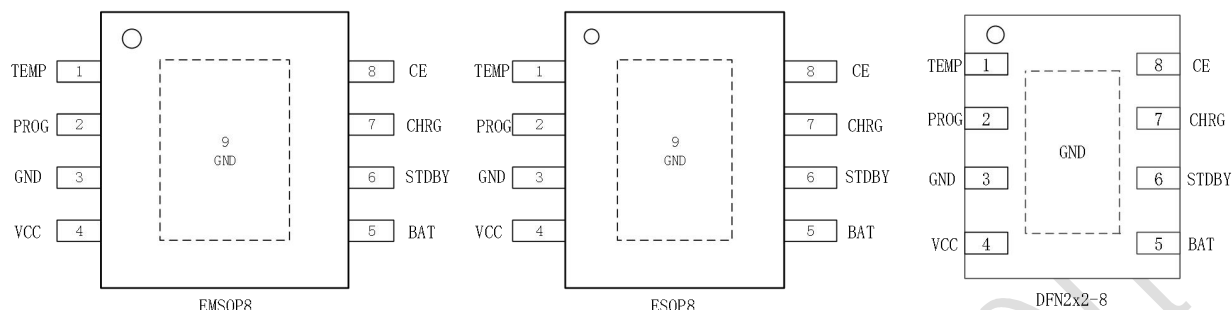 TEMP 1 8 CE
PROG 2 7 CHRG
9
GND
GND 3 6 STDBY
VCC 4 5 BAT
EMSOP8
TEMP 1 8 CE
PROG 2 7 CHRG
9
GND
GND 3 6 STDBY
VCC 4 5 BAT
ESOP8
TEMP 1 8 CE
PROG 2 7 CHRG
GND
GND 3 6 STDBY
VCC 4 5 BAT
DFN2x2-8